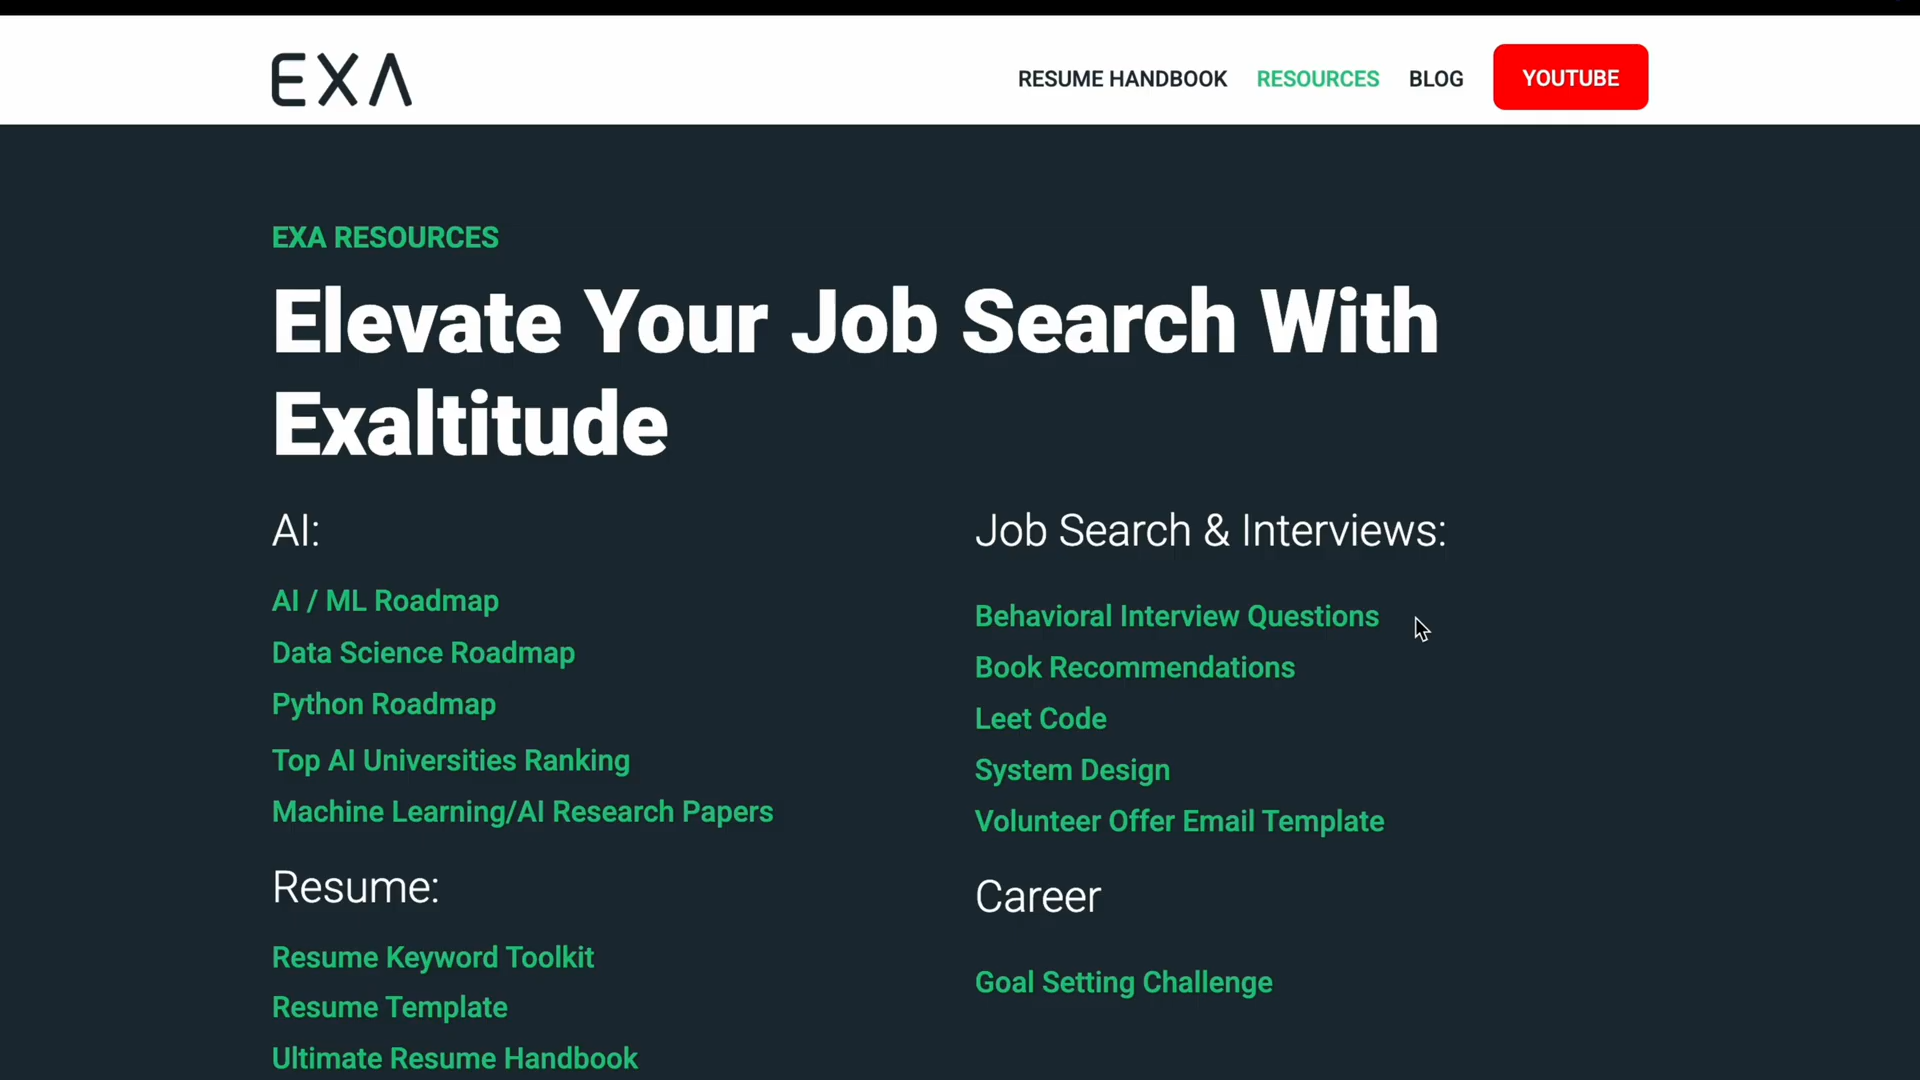 EXA
RESUME HANDBOOK
RESOURCES
BLOG
YOUTUBE
EXA RESOURCES
Elevate Your Job Search With
Exaltitude
AI:
AI / ML Roadmap
Data Science Roadmap
Python Roadmap
Top AI Universities Ranking
Machine Learning/AI Research Papers
Resume:
Resume Keyword Toolkit
Resume Template
Ultimate Resume Handbook
Job Search & Interviews:
Behavioral Interview Questions
Book Recommendations
Leet Code
System Design
Volunteer Offer Email Template
Career
Goal Setting Challenge